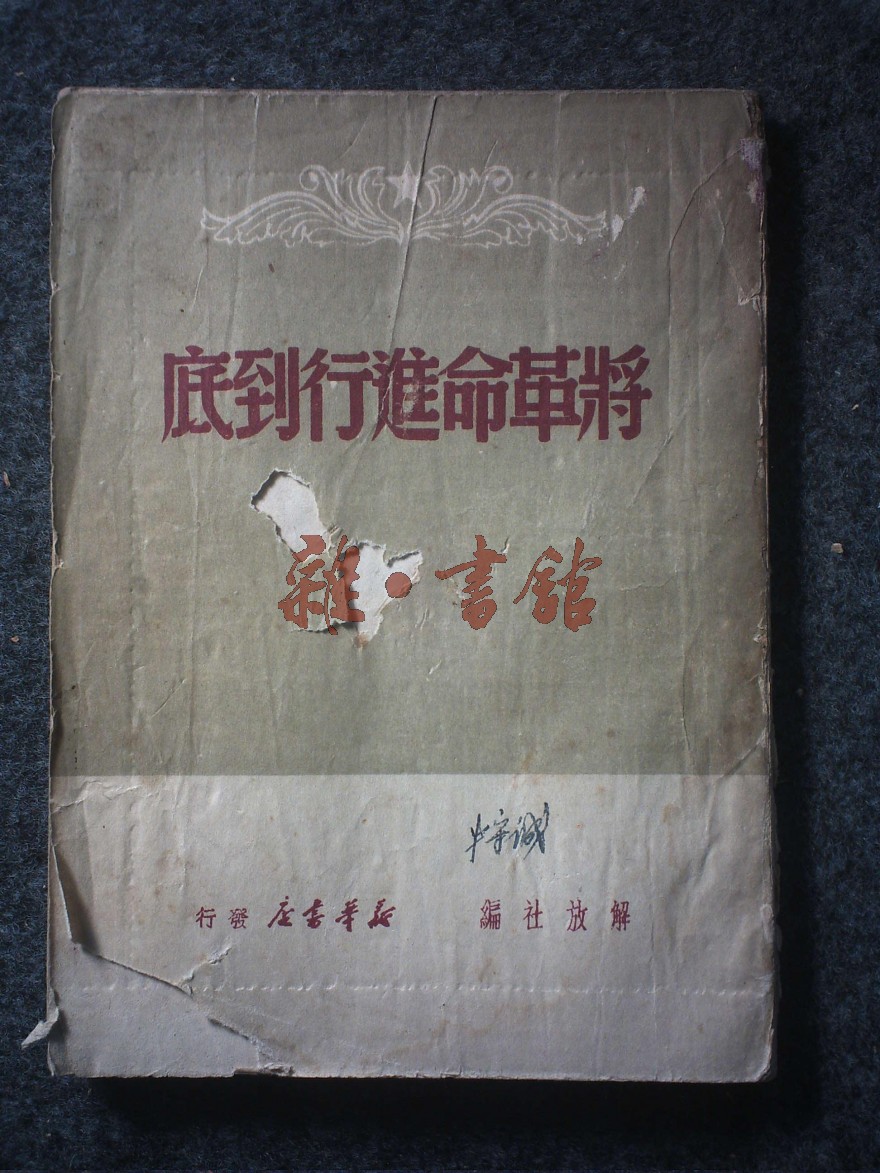 將革命進行到底
雜·書館
解放社編 新華書店發行